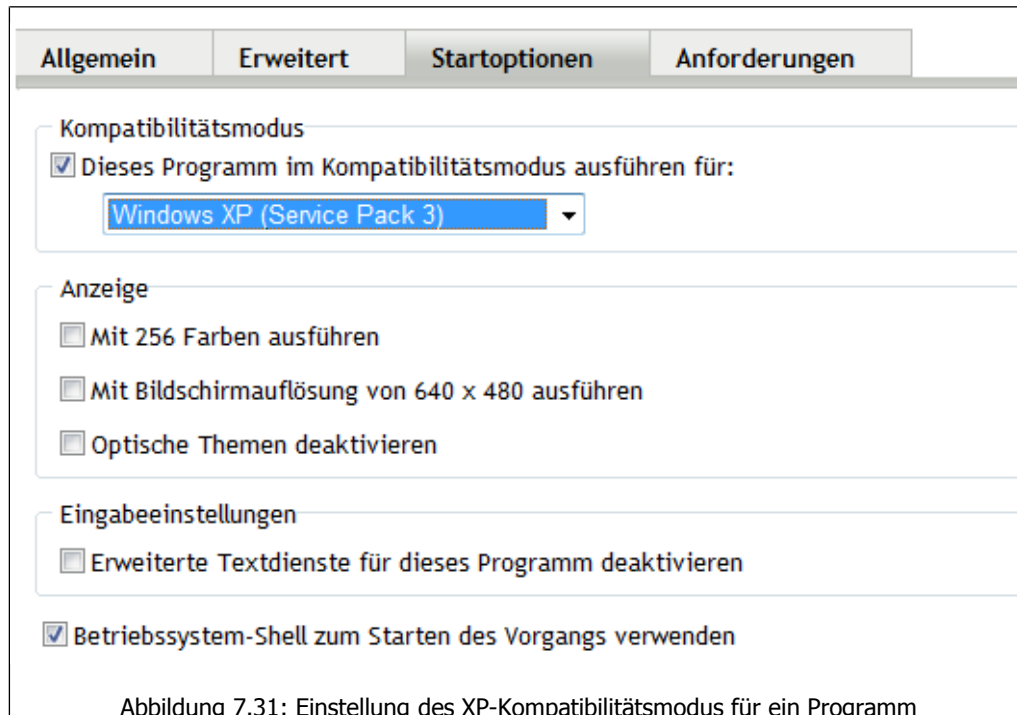 Allgemein Erweitert Startoptionen Anforderungen
Kompatibilitätsmodus
Dieses Programm im Kompatibilitätsmodus ausführen für:
Windows XP (Service Pack 3)
Anzeige
Mit 256 Farben ausführen
Mit Bildschirmauflösung von 640 x 480 ausführen
Optische Themen deaktivieren
Eingabeeinstellungen
Erweiterte Textdienste für dieses Programm deaktivieren
Betriebssystem-Shell zum Starten des Vorgangs verwenden
Abbildung 7.31: Einstellung des XP-Kompatibilitätsmodus für ein Programm